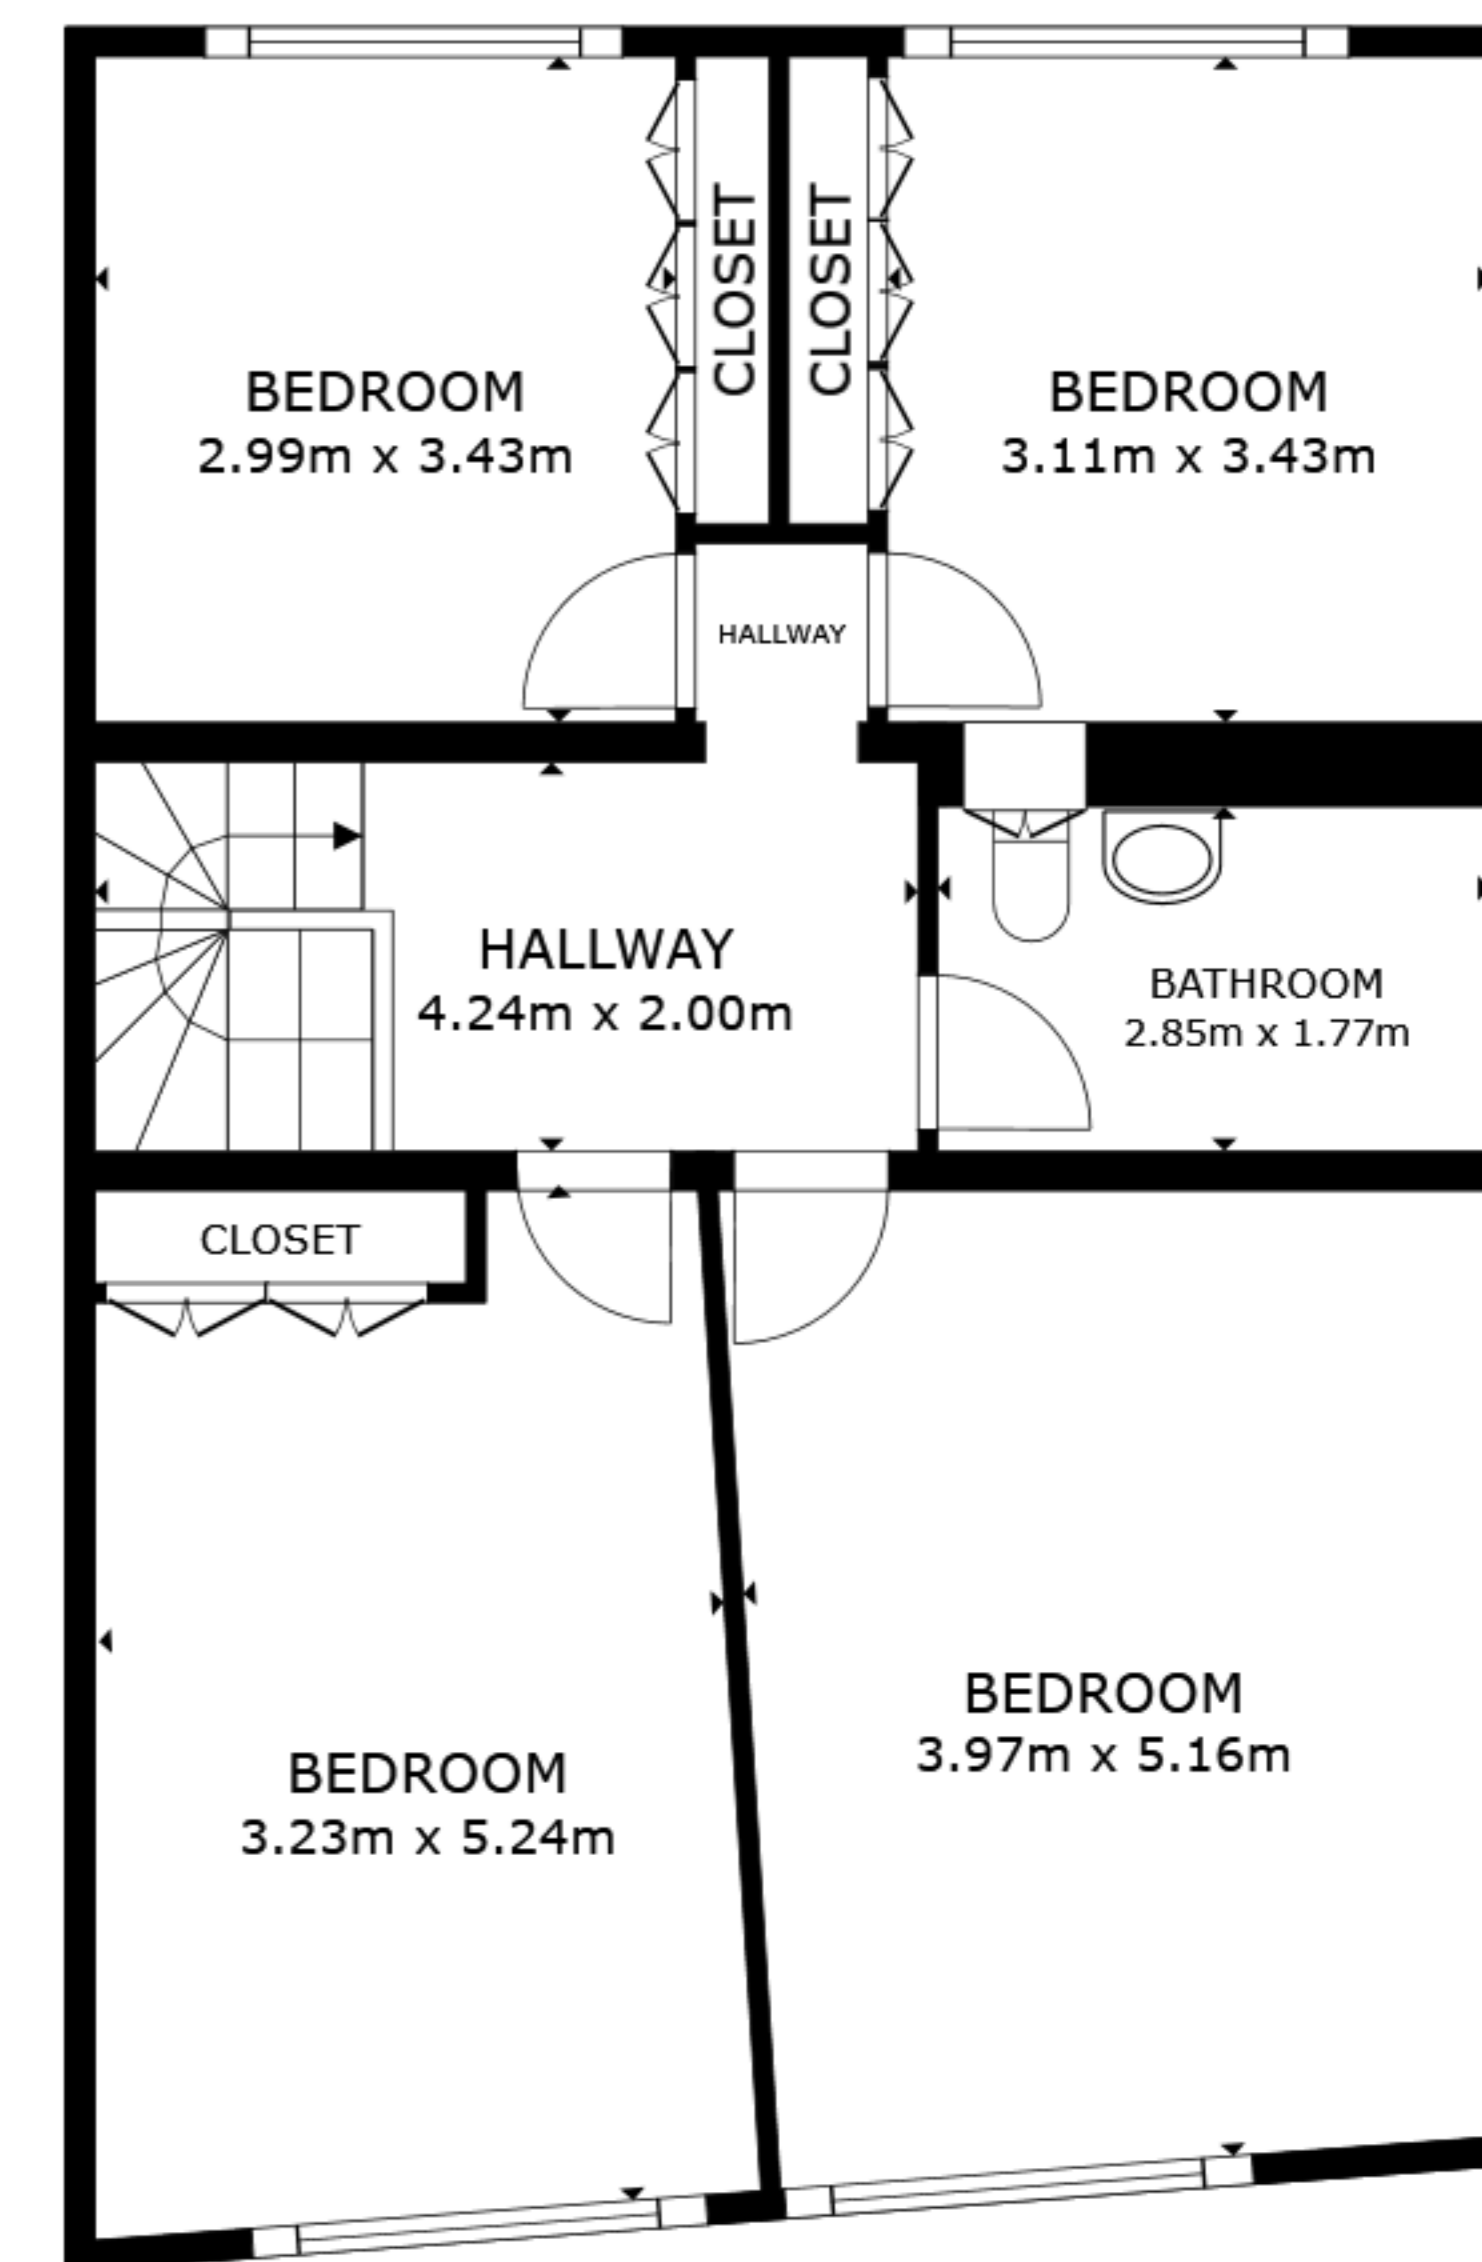 CLOSET
CLOSET
BEDROOM
2.99m x 3.43m
BEDROOM
3.11m x 3.43m
HALLWAY
HALLWAY
4.24m x 2.00m
BATHROOM
2.85m x 1.77m
CLOSET
BEDROOM
3.97m x 5.16m
BEDROOM
3.23m x 5.24m